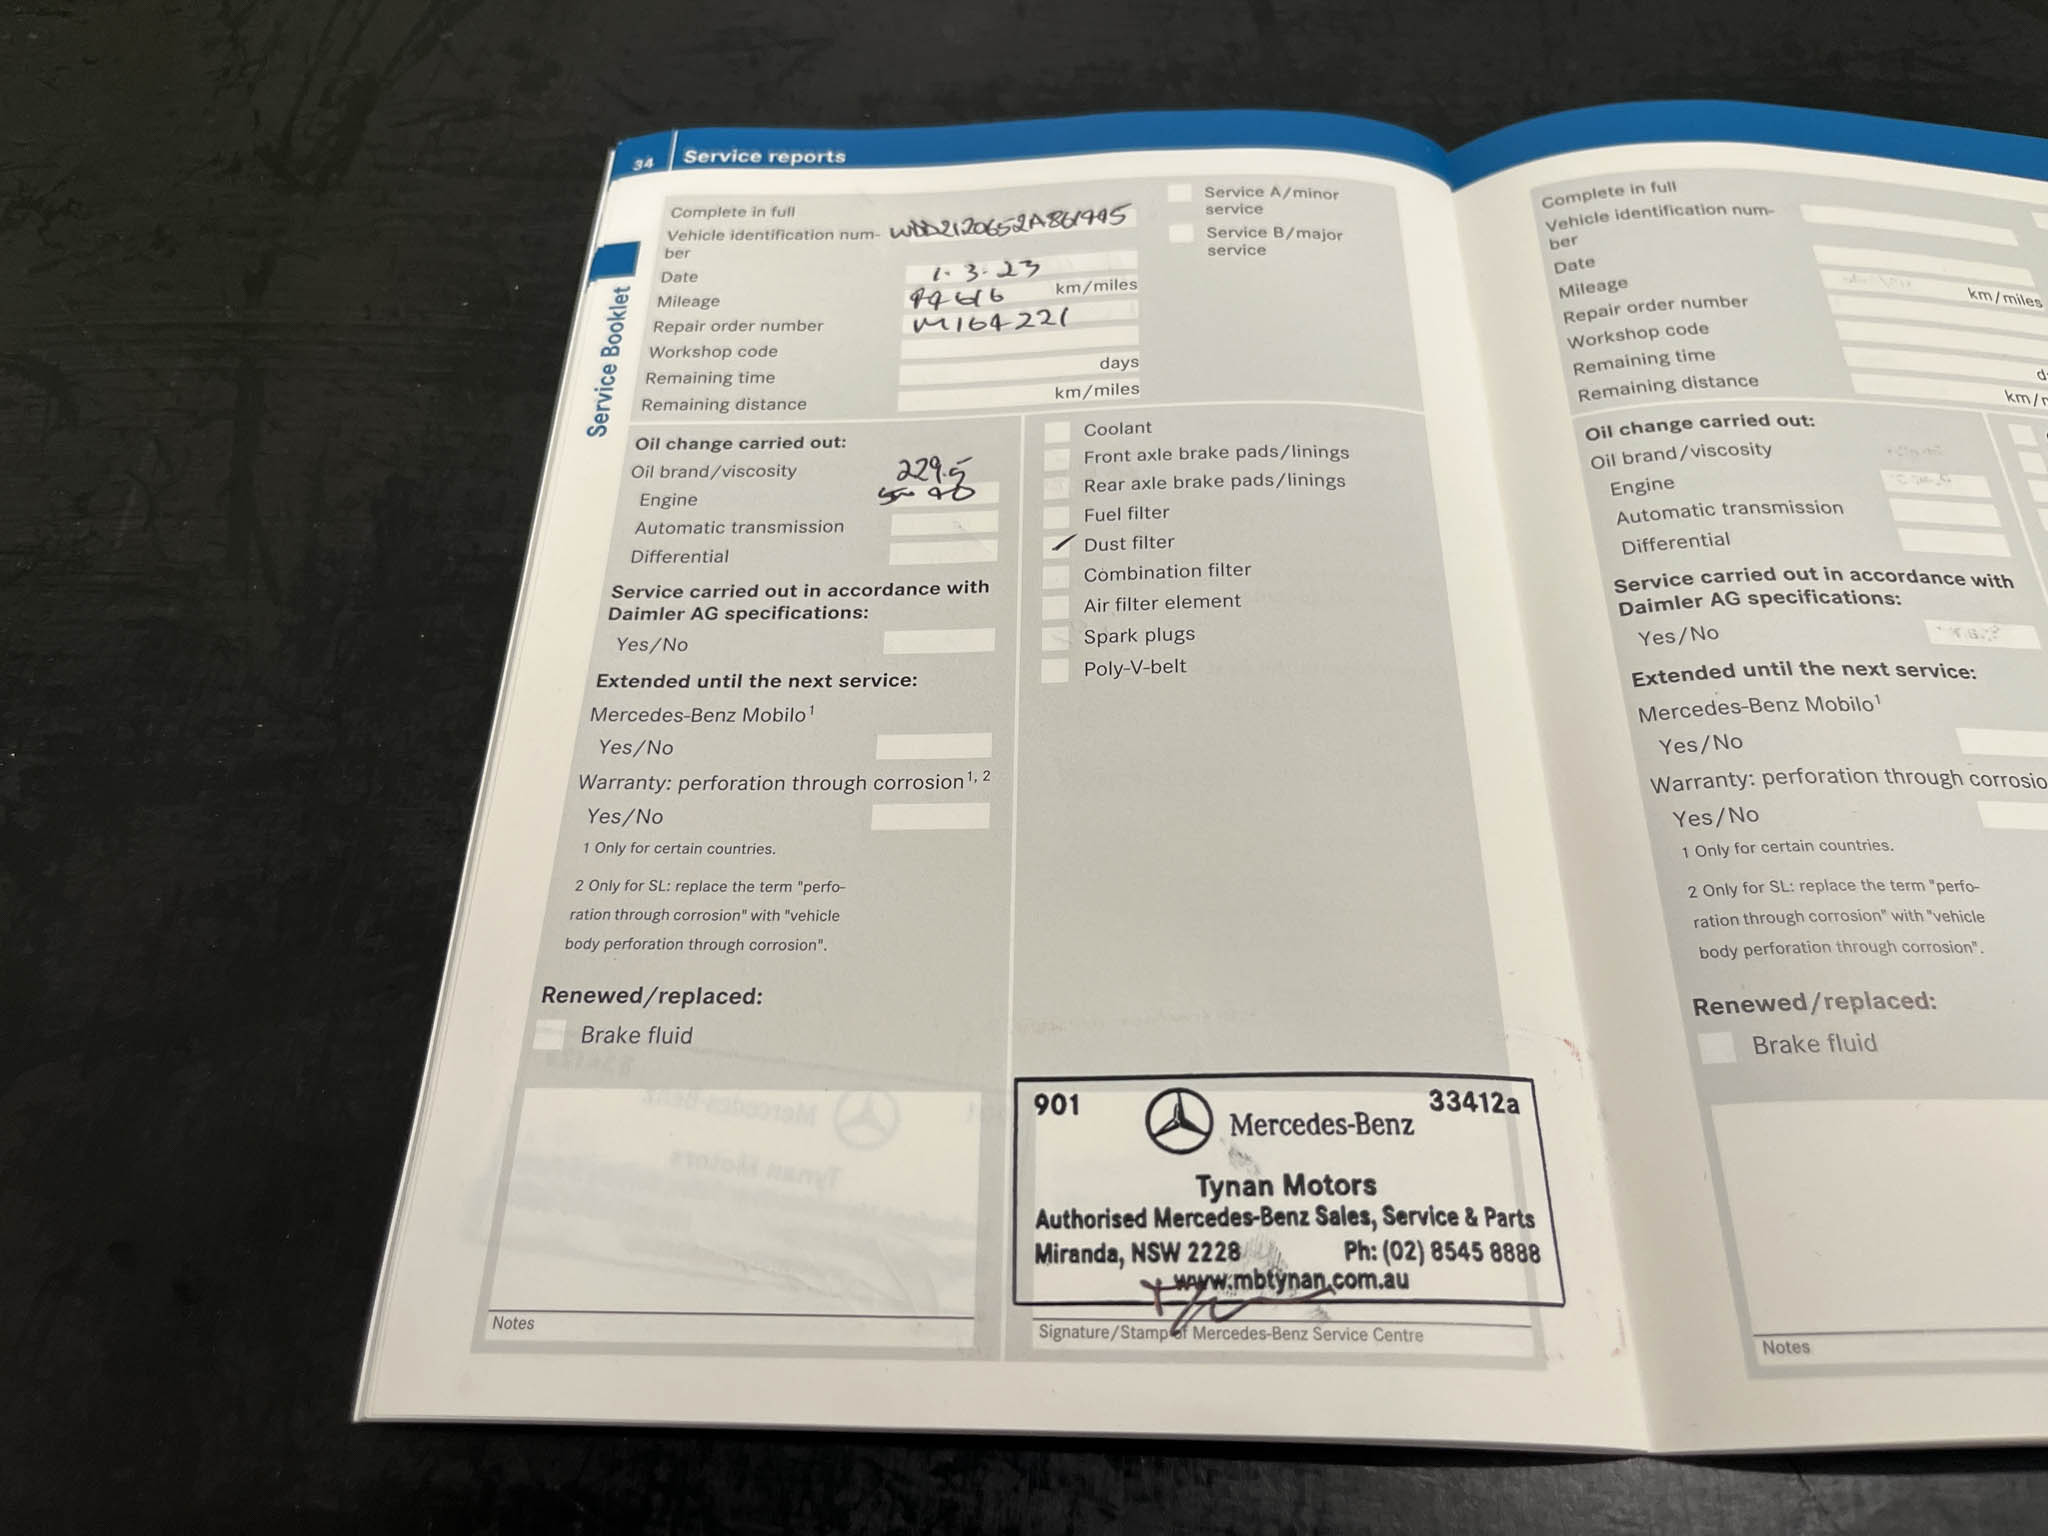 34 Service reports
Service Booklet
Complete in full
Vehicle identification num-
ber
WDD2120652A861445
Date 1.3.23
Mileage 99616 km/miles
Repair order number M164221
Workshop code
Remaining time days
Remaining distance km/miles
Service A/minor
service
Service B/major
service
Oil change carried out:
Oil brand/viscosity 229.5
Engine
Automatic transmission
Differential
Service carried out in accordance with
Daimler AG specifications:
Yes/No
Extended until the next service:
Mercedes-Benz Mobilo¹
Yes/No
Warranty: perforation through corrosion¹, ²
Yes/No
1 Only for certain countries.
2 Only for SL: replace the term "perfo-
ration through corrosion" with "vehicle
body perforation through corrosion".
Renewed/replaced:
Brake fluid
Coolant
Front axle brake pads/linings
Rear axle brake pads/linings
Fuel filter
Dust filter
Combination filter
Air filter element
Spark plugs
Poly-V-belt
Notes
901 Mercedes-Benz 33412a
Tynan Motors
Authorised Mercedes-Benz Sales, Service & Parts
Miranda, NSW 2228 Ph: (02) 8545 8888
www.mbtynan.com.au
Signature/Stamp of Mercedes-Benz Service Centre
Complete in full
Vehicle identification num-
ber
Date
Mileage km/miles
Repair order number
Workshop code
Remaining time
Remaining distance
Oil change carried out:
Oil brand/viscosity
Engine
Automatic transmission
Differential
Service carried out in accordance with
Daimler AG specifications:
Yes/No
Extended until the next service:
Mercedes-Benz Mobilo¹
Yes/No
Warranty: perforation through corrosio
Yes/No
1 Only for certain countries.
2 Only for SL: replace the term "perfo-
ration through corrosion" with "vehicle
body perforation through corrosion".
Renewed/replaced:
Brake fluid
Notes